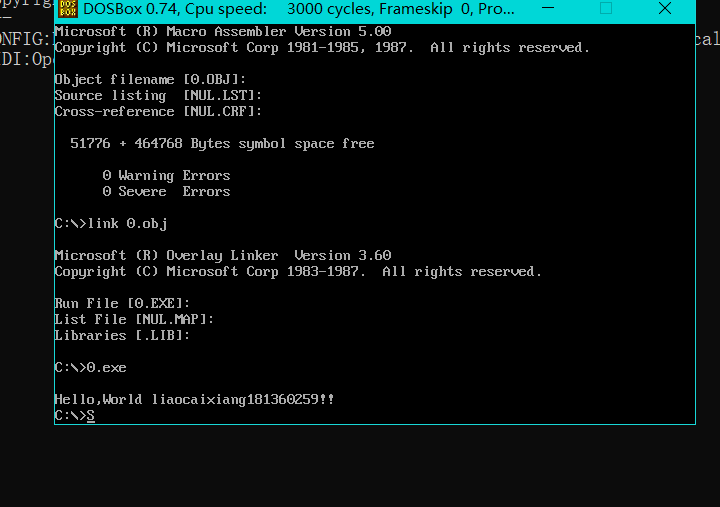 DOSBox 0.74, Cpu speed: 3000 cycles, Frameskip 0, Pro...
Microsoft (R) Macro Assembler Version 5.00
Copyright (C) Microsoft Corp 1981-1985, 1987. All rights reserved.
Object filename [0.OBJ]:
Source listing [NUL.LST]:
Cross-reference [NUL.CRF]:
51776 + 464768 Bytes symbol space free
0 Warning Errors
0 Severe Errors
C:\>link 0.obj
Microsoft (R) Overlay Linker Version 3.60
Copyright (C) Microsoft Corp 1983-1987. All rights reserved.
Run File [0.EXE]:
List File [NUL.MAP]:
Libraries [.LIB]:
C:\>0.exe
Hello,World liaocaixiang181360259!!
C:\>S